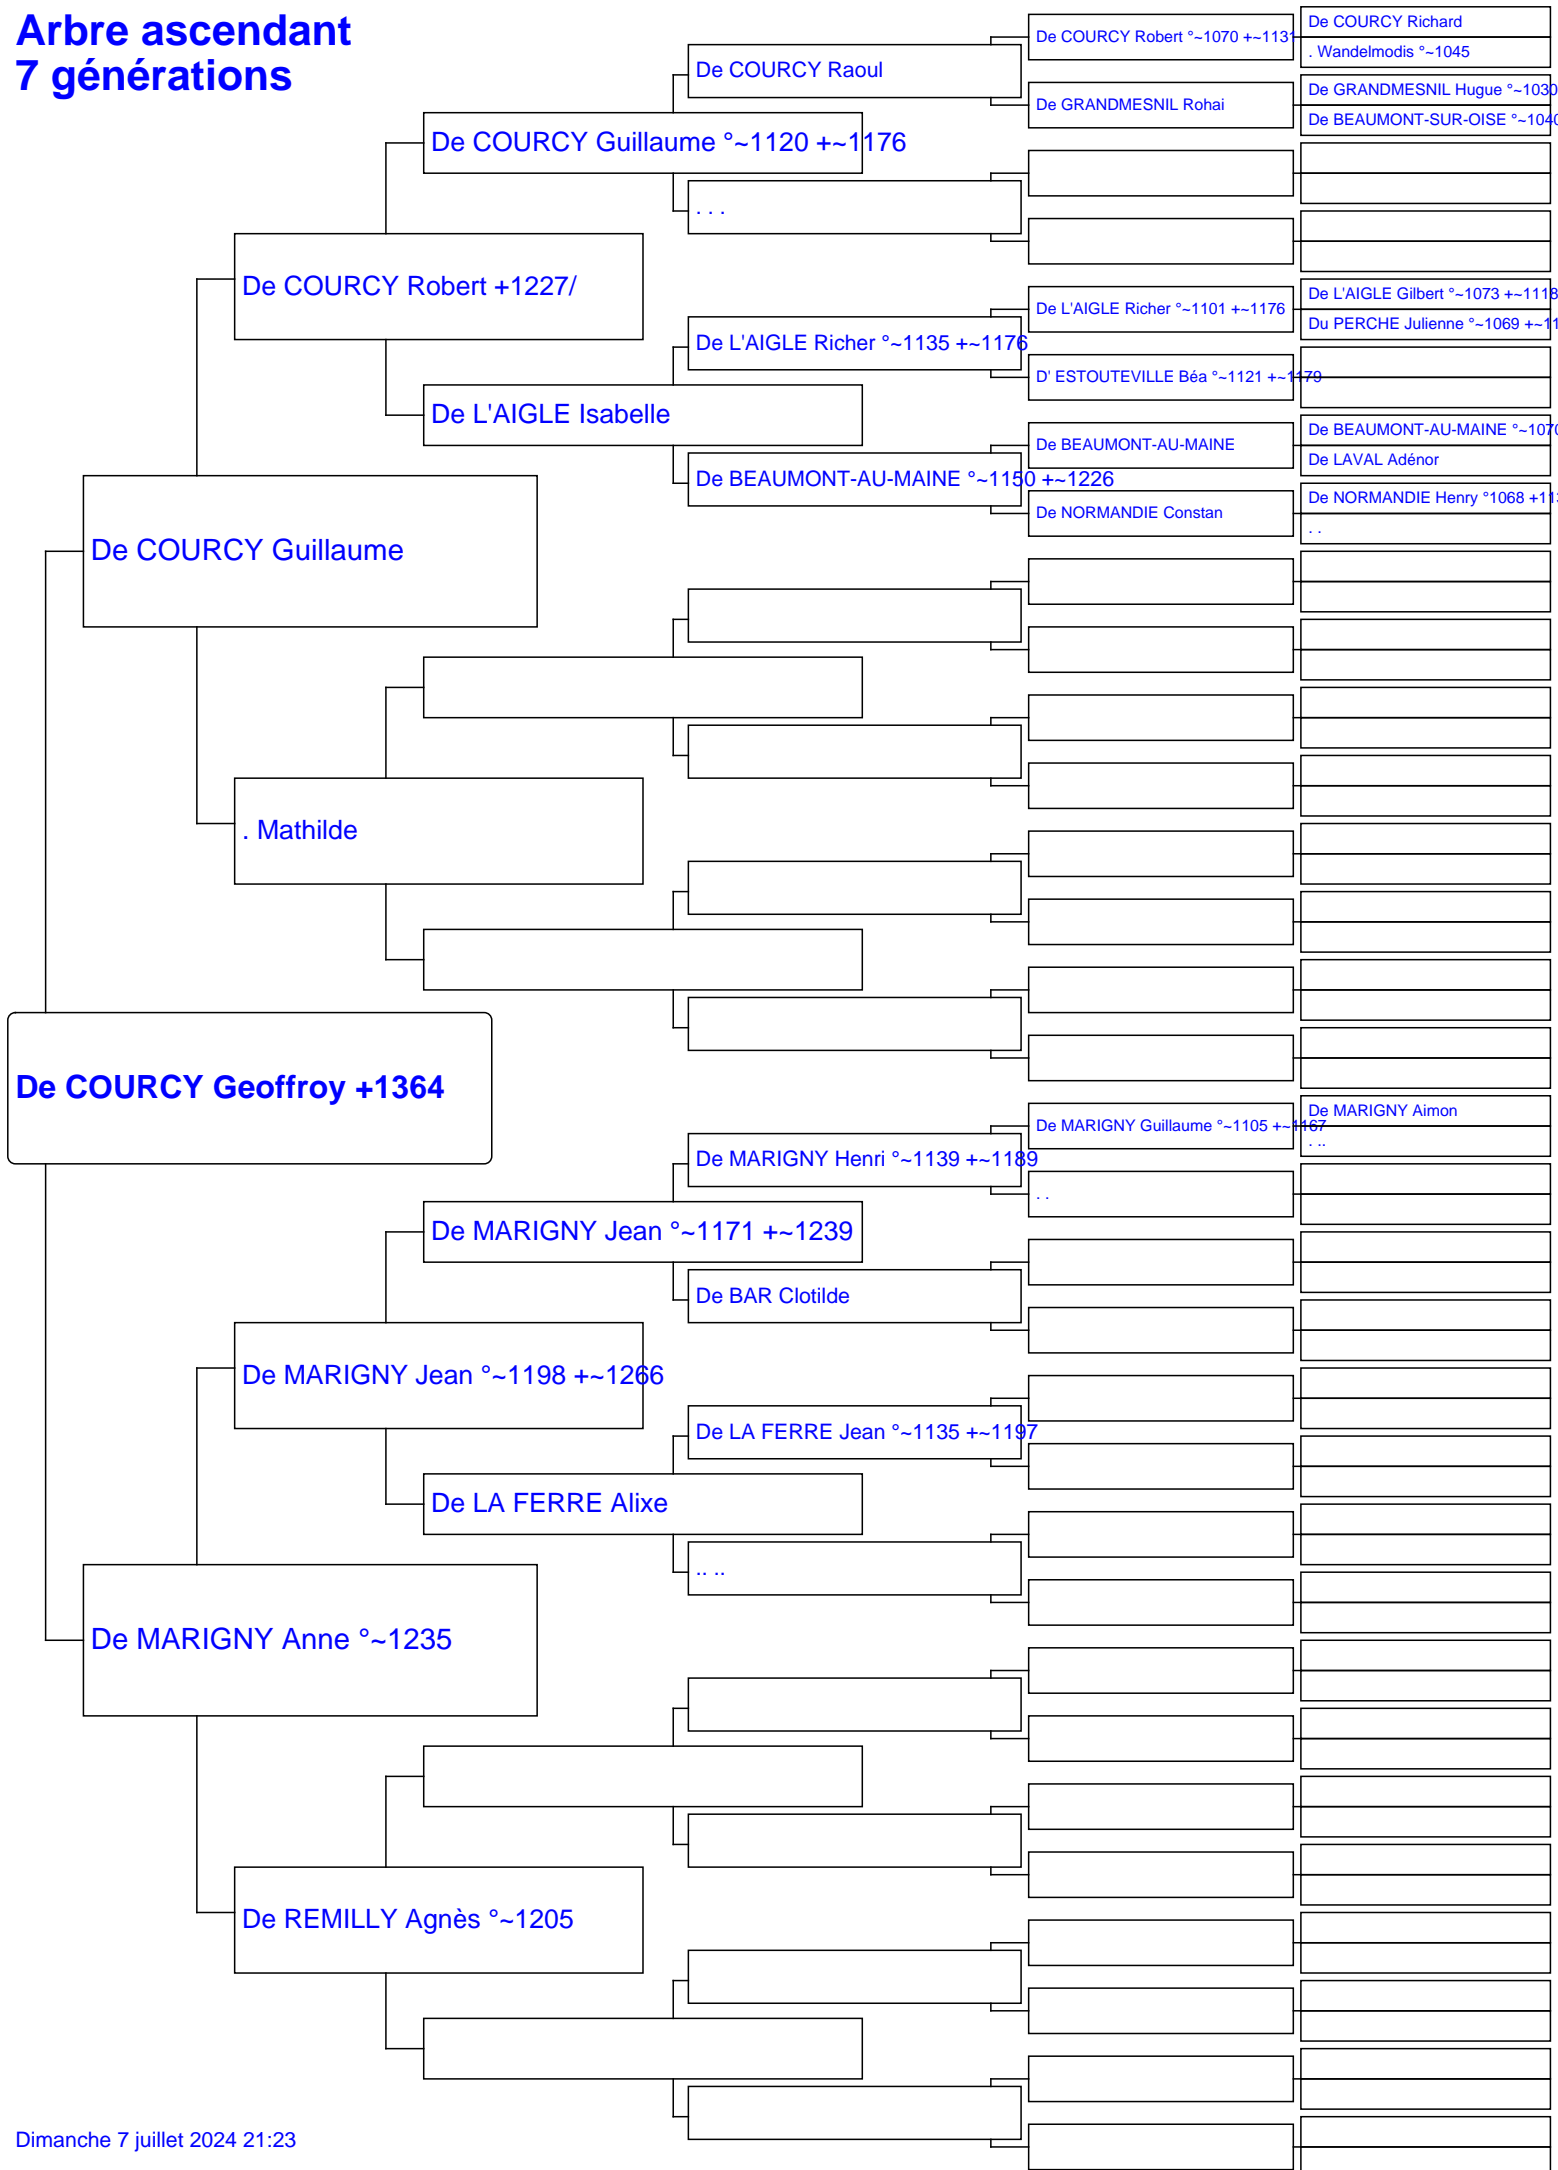 Arbre ascendant
7 générations
De COURCY Richard
De COURCY Robert °~1070 +~1131
. Wandelmodis °~1045
De COURCY Raoul
De GRANDMESNIL Hugue °~1030
De GRANDMESNIL Rohai
De BEAUMONT-SUR-OISE °~1040
De COURCY Guillaume °~1120 +~1176
. . .
De COURCY Robert +1227/
De L'AIGLE Gilbert °~1073 +~1118
De L'AIGLE Richer °~1101 +~1176
Du PERCHE Julienne °~1069 +~11
De L'AIGLE Richer °~1135 +~1176
D' ESTOUTEVILLE Béa °~1121 +~1179
De L'AIGLE Isabelle
De BEAUMONT-AU-MAINE °~1070
De BEAUMONT-AU-MAINE
De LAVAL Adénor
De BEAUMONT-AU-MAINE °~1150 +~1226
De NORMANDIE Henry °1068 +113
De NORMANDIE Constan
. .
De COURCY Guillaume
. Mathilde
De COURCY Geoffroy +1364
De MARIGNY Aimon
De MARIGNY Guillaume °~1105 +~1167
. ..
De MARIGNY Henri °~1139 +~1189
. .
De MARIGNY Jean °~1171 +~1239
De BAR Clotilde
De MARIGNY Jean °~1198 +~1266
De LA FERRE Jean °~1135 +~1197
De LA FERRE Alixe
.. ..
De MARIGNY Anne °~1235
De REMILLY Agnès °~1205
Dimanche 7 juillet 2024 21:23